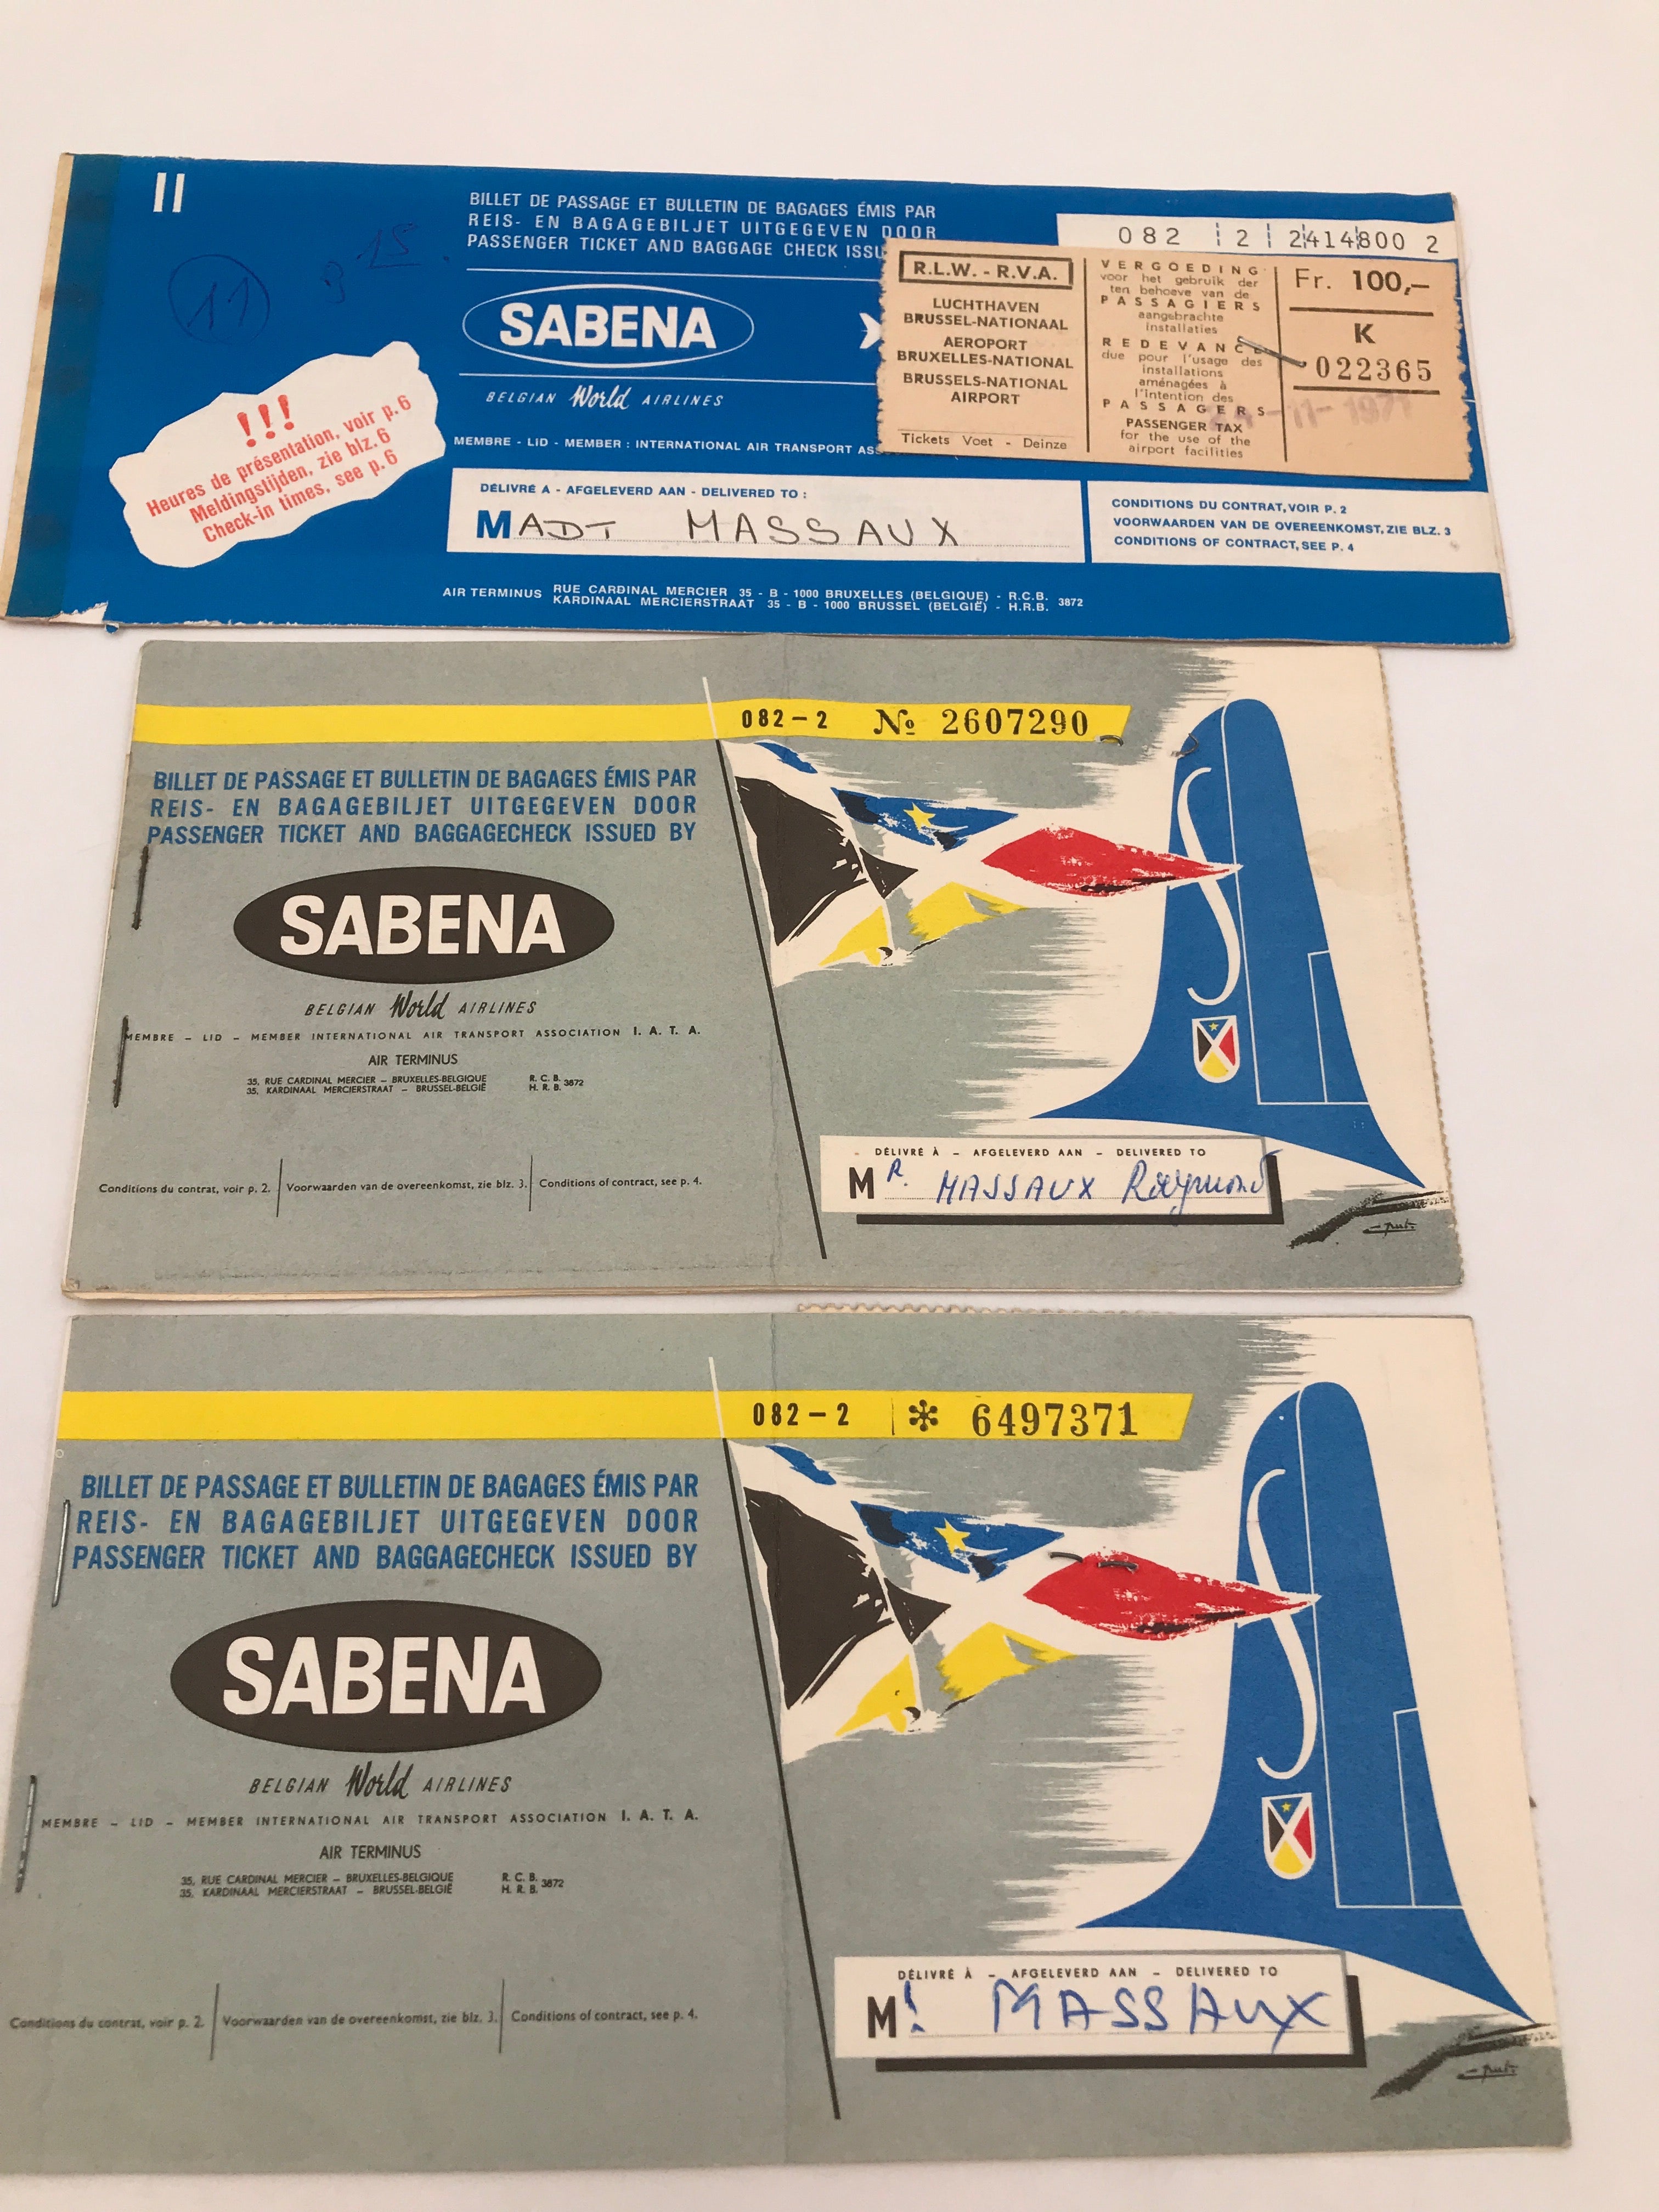 II
BILLET DE PASSAGE ET BULLETIN DE BAGAGES ÉMIS PAR
REIS- EN BAGAGEBILJET UITGEGEVEN DOOR
PASSENGER TICKET AND BAGGAGE CHECK ISSU
082 2 2414800 2
11
15
SABENA
BELGIAN World AIRLINES
MEMBRE - LID - MEMBER : INTERNATIONAL AIR TRANSPORT ASS
!!!
Heures de présentation, voir p.6
Meldingstijden, zie blz.6
Check-in times, see p.6
R.L.W. - R.V.A.
LUCHTHAVEN
BRUSSEL-NATIONAAL
AEROPORT
BRUXELLES-NATIONAL
BRUSSELS-NATIONAL
AIRPORT
Tickets Voet - Deinze
VERGOEDING
voor het gebruik der
ten behoeve van de
PASSAGIERS
aangebrachte
installaties
REDEVANCE
due pour l'usage des
installations
aménagées à
l'intention des
PASSAGERS
PASSENGER TAX
for the use of the
airport facilities
Fr. 100,-
K
022365
-11-1971
DÉLIVRÉ A - AFGELEVERD AAN - DELIVERED TO :
MADT MASSAUX
CONDITIONS DU CONTRAT, VOIR P. 2
VOORWAARDEN VAN DE OVEREENKOMST, ZIE BLZ. 3
CONDITIONS OF CONTRACT, SEE P. 4
AIR TERMINUS RUE CARDINAL MERCIER 35 - B - 1000 BRUXELLES (BELGIQUE) - R.C.B.
KARDINAAL MERCIERSTRAAT 35 - B - 1000 BRUSSEL (BELGIË) - H.R.B. 3872
082-2 № 2607290
BILLET DE PASSAGE ET BULLETIN DE BAGAGES ÉMIS PAR
REIS- EN BAGAGEBILJET UITGEGEVEN DOOR
PASSENGER TICKET AND BAGGAGECHECK ISSUED BY
SABENA
BELGIAN World AIRLINES
MEMBRE - LID - MEMBER INTERNATIONAL AIR TRANSPORT ASSOCIATION I. A. T. A.
AIR TERMINUS
35, RUE CARDINAL MERCIER - BRUXELLES-BELGIQUE R. C. B.
35, KARDINAAL MERCIERSTRAAT - BRUSSEL-BELGIË H. R. B. 3872
Conditions du contrat, voir p. 2. Voorwaarden van de overeenkomst, zie blz. 3. Conditions of contract, see p. 4.
S
DÉLIVRÉ À - AFGELEVERD AAN - DELIVERED TO
MR. MASSAUX Raymond
082-2 * 6497371
BILLET DE PASSAGE ET BULLETIN DE BAGAGES ÉMIS PAR
REIS- EN BAGAGEBILJET UITGEGEVEN DOOR
PASSENGER TICKET AND BAGGAGECHECK ISSUED BY
SABENA
BELGIAN World AIRLINES
MEMBRE - LID - MEMBER INTERNATIONAL AIR TRANSPORT ASSOCIATION I. A. T. A.
AIR TERMINUS
35, RUE CARDINAL MERCIER - BRUXELLES-BELGIQUE R. C. B.
35, KARDINAAL MERCIERSTRAAT - BRUSSEL-BELGIË H. R. B. 3872
Conditions du contrat, voir p. 2. Voorwaarden van de overeenkomst, zie blz. 3. Conditions of contract, see p. 4.
S
DÉLIVRÉ À - AFGELEVERD AAN - DELIVERED TO
M! MASSAUX